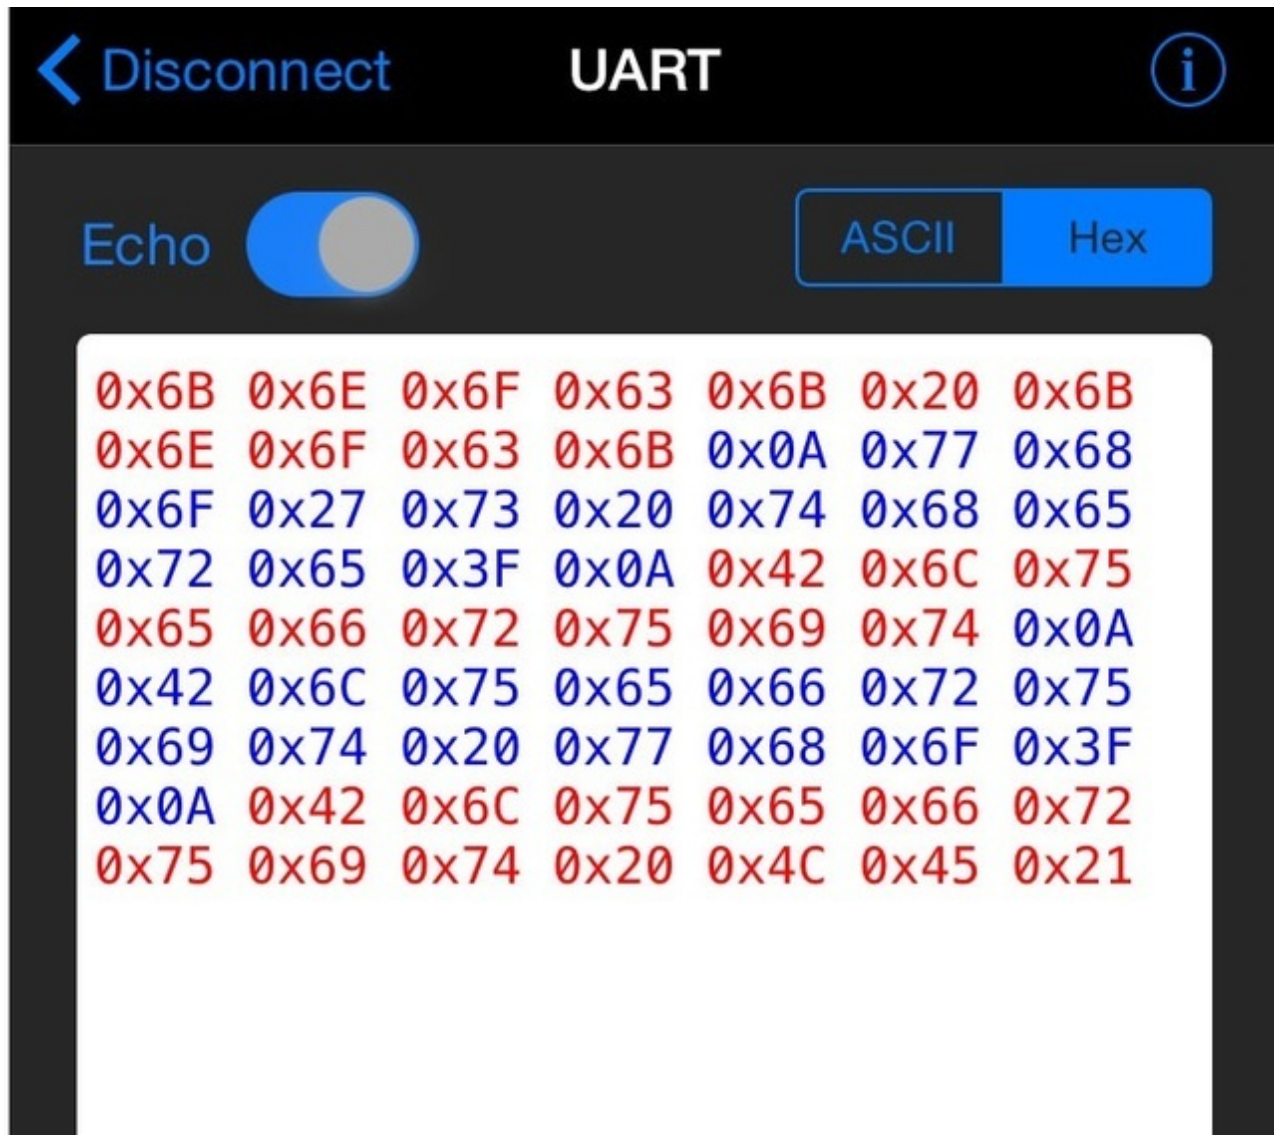 Disconnect UART i
Echo ASCII Hex
0x6B 0x6E 0x6F 0x63 0x6B 0x20 0x6B
0x6E 0x6F 0x63 0x6B 0x0A 0x77 0x68
0x6F 0x27 0x73 0x20 0x74 0x68 0x65
0x72 0x65 0x3F 0x0A 0x42 0x6C 0x75
0x65 0x66 0x72 0x75 0x69 0x74 0x0A
0x42 0x6C 0x75 0x65 0x66 0x72 0x75
0x69 0x74 0x20 0x77 0x68 0x6F 0x3F
0x0A 0x42 0x6C 0x75 0x65 0x66 0x72
0x75 0x69 0x74 0x20 0x4C 0x45 0x21